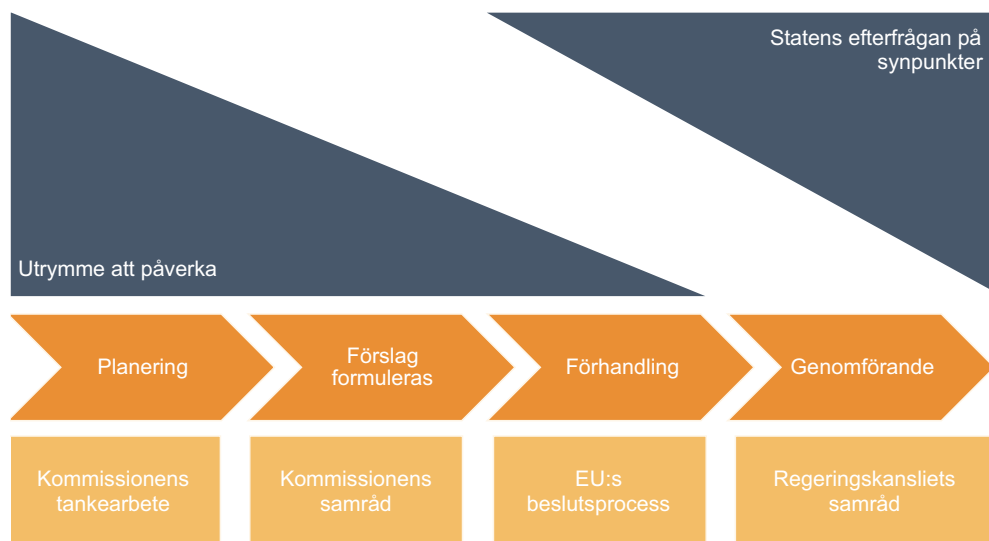 Statens efterfrågan på
synpunkter
Utrymme att påverka
Planering
Förslag
formuleras
Förhandling
Genomförande
Kommissionens
tankearbete
Kommissionens
samråd
EU:s
beslutsprocess
Regeringskansliets
samråd